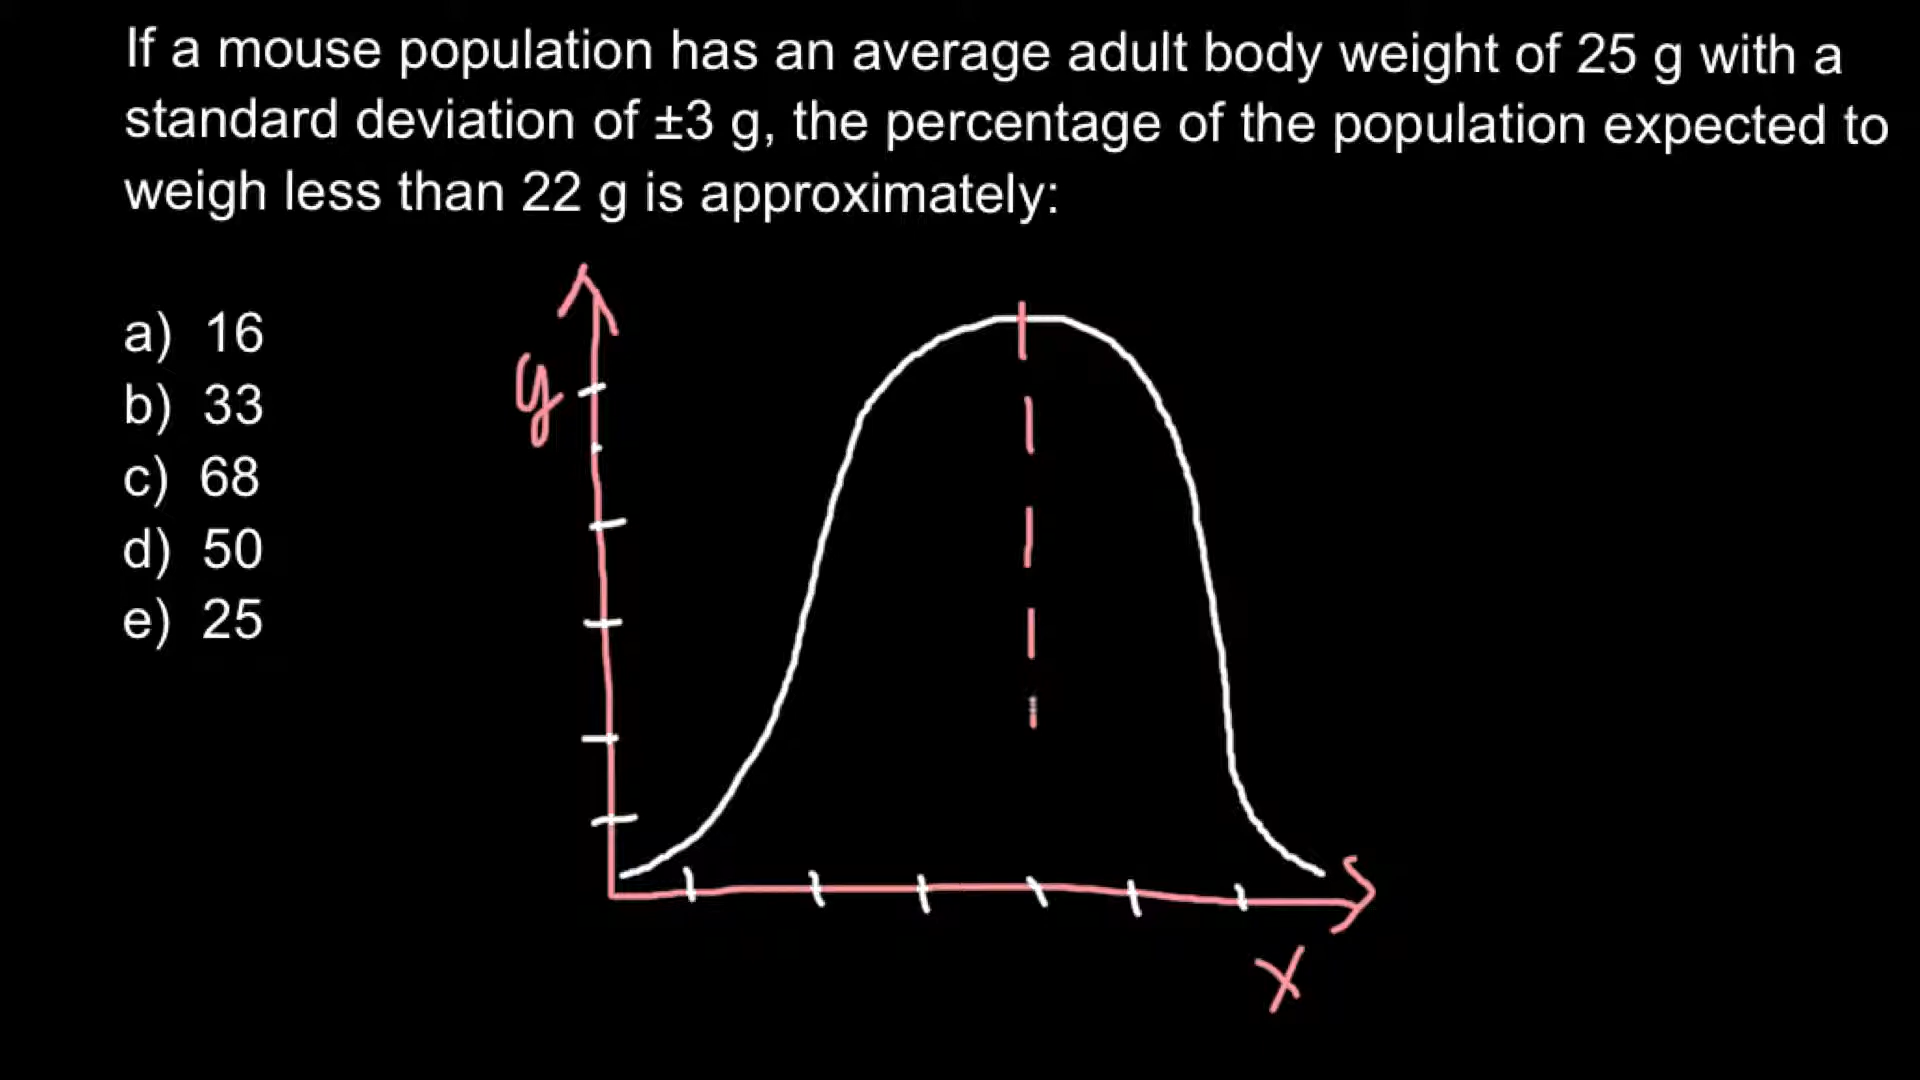 If a mouse population has an average adult body weight of 25 g with a
standard deviation of ±3 g, the percentage of the population expected to
weigh less than 22 g is approximately:
a) 16
b) 33
c) 68
d) 50
e) 25
y
x